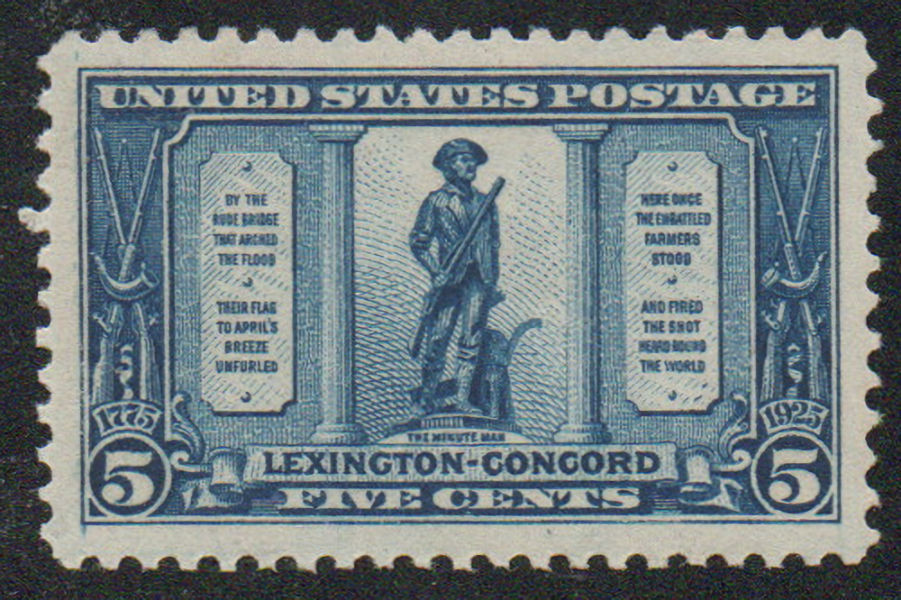 UNITED STATES POSTAGE
BY THE
RUDE BRIDGE
THAT ARCHED
THE FLOOD
THEIR FLAG
TO APRIL'S
BREEZE
UNFURLED
HERE ONCE
THE EMBATTLED
FARMERS
STOOD
AND FIRED
THE SHOT
HEARD ROUND
THE WORLD
1775
1925
THE MINUTE MAN
5
LEXINGTON-CONCORD
5
FIVE CENTS